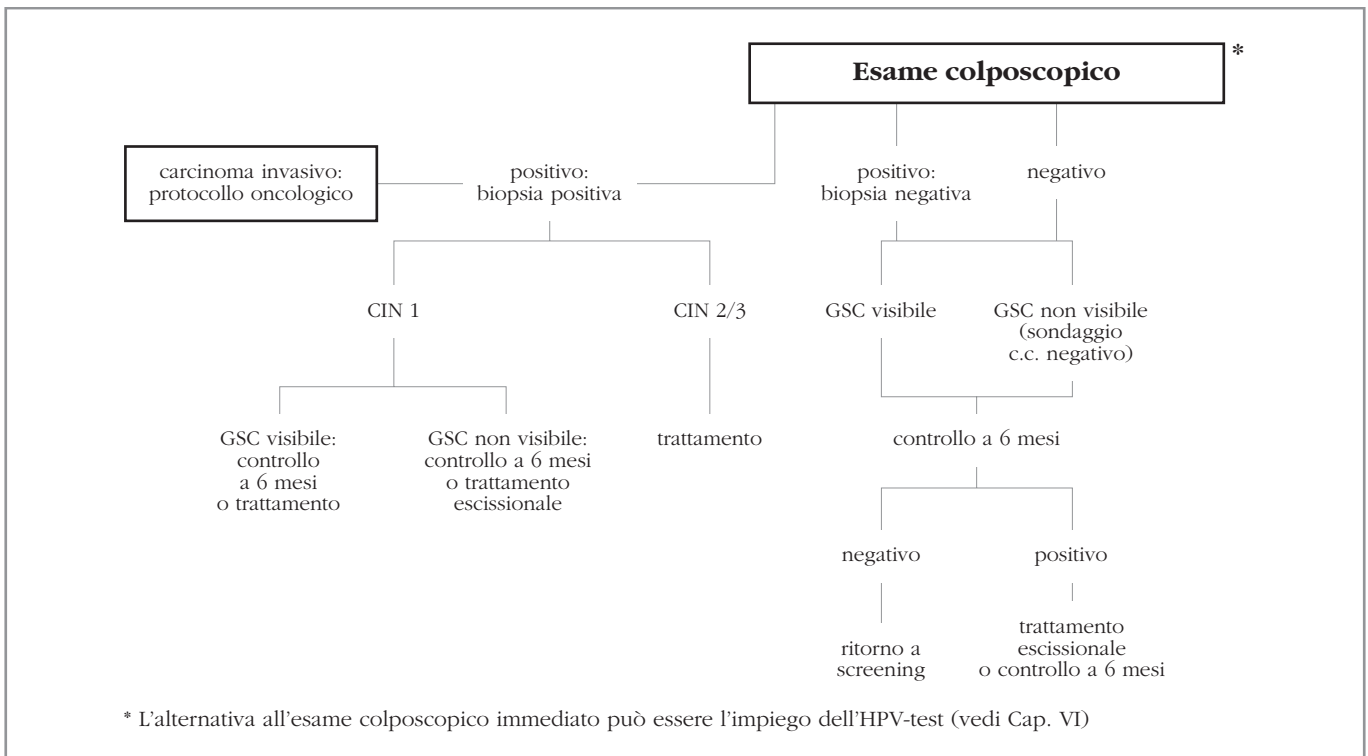 Esame colposcopico
*
carcinoma invasivo:
protocollo oncologico
positivo:
biopsia positiva
positivo:
biopsia negativa
negativo
CIN 1
CIN 2/3
GSC visibile
GSC non visibile
(sondaggio
c.c. negativo)
GSC visibile:
controllo
a 6 mesi
o trattamento
GSC non visibile:
controllo a 6 mesi
o trattamento
escissionale
trattamento
controllo a 6 mesi
negativo
positivo
ritorno a
screening
trattamento
escissionale
o controllo a 6 mesi
* L'alternativa all'esame colposcopico immediato può essere l'impiego dell'HPV-test (vedi Cap. VI)